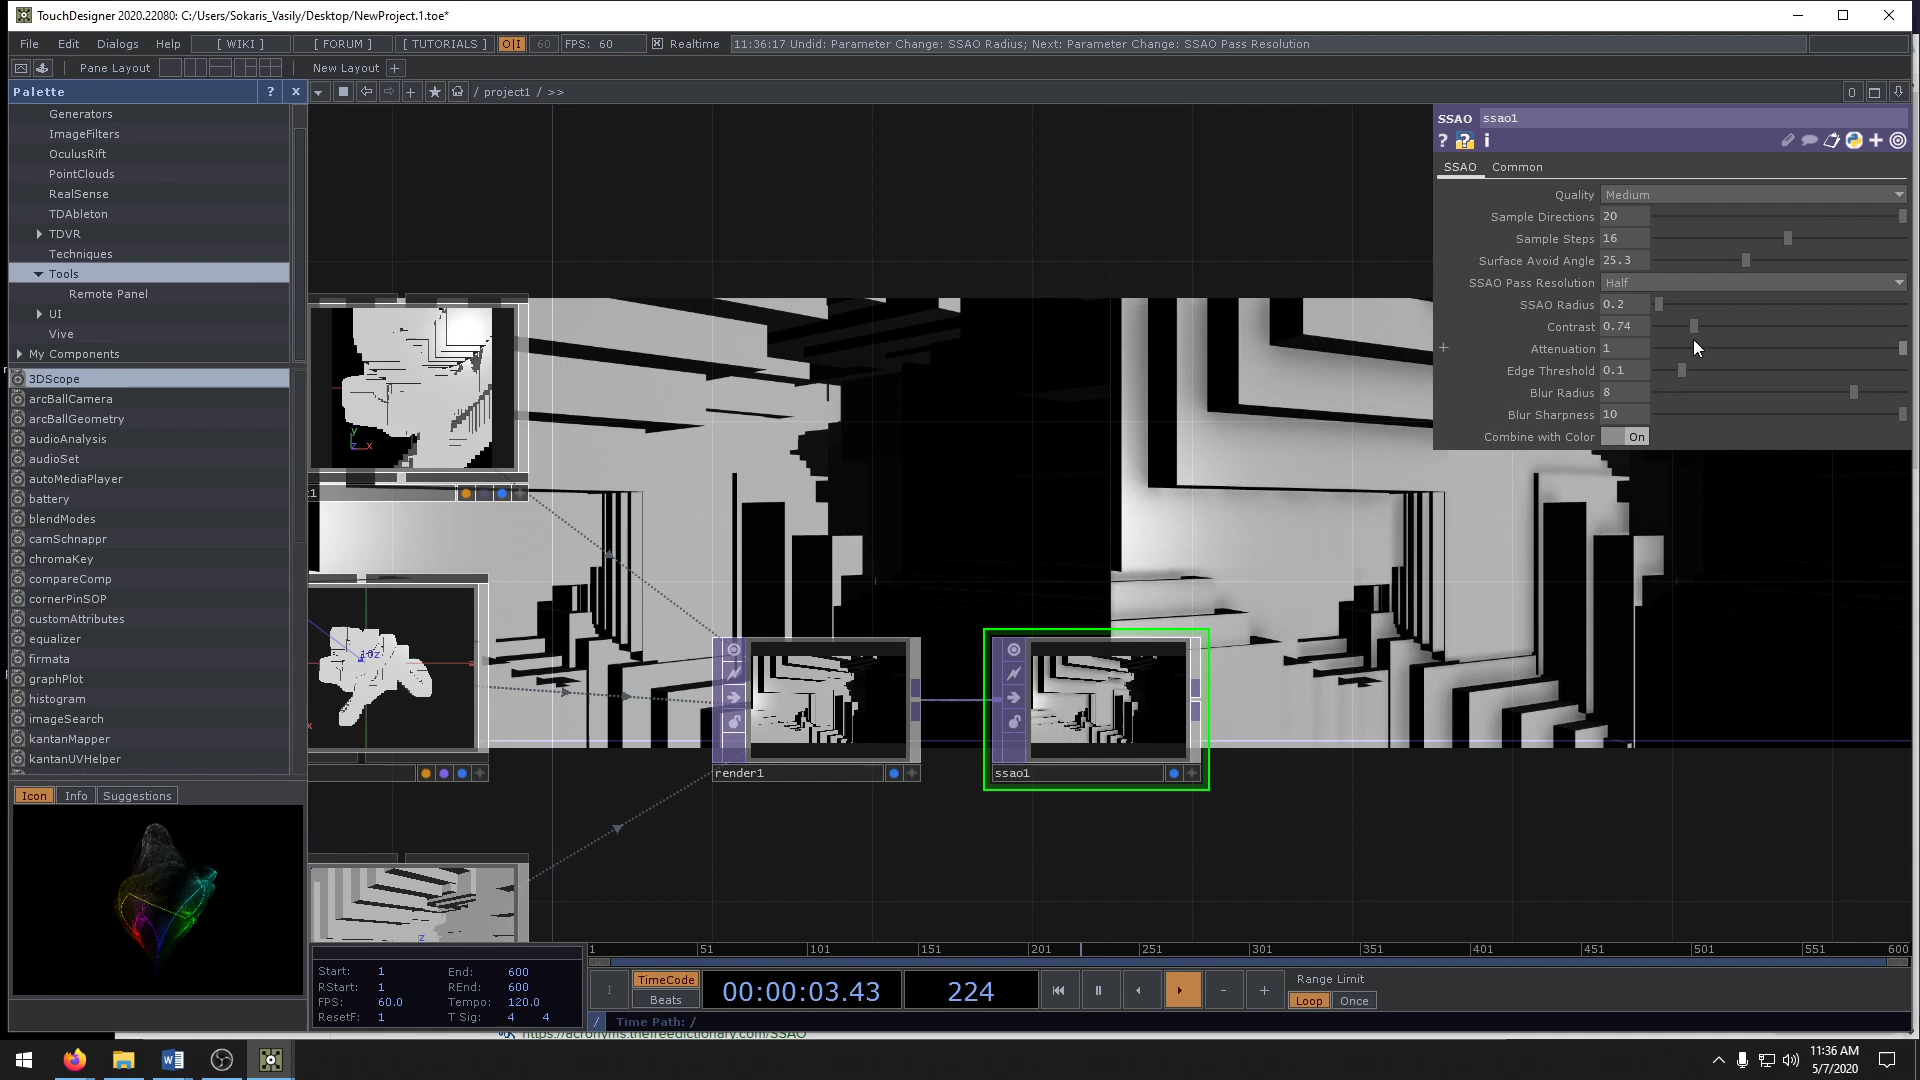 TouchDesigner 2020.22080: C:/Users/Sokaris_Vasily/Desktop/NewProject.1.toe*
File Edit Dialogs Help [ WIKI ] [ FORUM ] [ TUTORIALS ] O|I 60 FPS: 60 Realtime 11:36:17 Undid: Parameter Change: SSAO Radius; Next: Parameter Change: SSAO Pass Resolution
Pane Layout New Layout +
Palette ? x / project1 / >> 0
Generators
ImageFilters
OculusRift
PointClouds
RealSense
TDAbleton
TDVR
Techniques
Tools
Remote Panel
UI
Vive
My Components
3DScope
arcBallCamera
arcBallGeometry
audioAnalysis
audioSet
autoMediaPlayer
battery
blendModes
camSchnappr
chromaKey
compareComp
cornerPinSOP
customAttributes
equalizer
firmata
graphPlot
histogram
imageSearch
kantanMapper
kantanUVHelper
Icon Info Suggestions
SSAO ssao1
SSAO Common
Quality Medium
Sample Directions 20
Sample Steps 16
Surface Avoid Angle 25.3
SSAO Pass Resolution Half
SSAO Radius 0.2
Contrast 0.74
Attenuation 1
Edge Threshold 0.1
Blur Radius 8
Blur Sharpness 10
Combine with Color On
render1
ssao1
1 51 101 151 201 251 301 351 401 451 501 551 600
Start: 1 End: 600
RStart: 1 REnd: 600
FPS: 60.0 Tempo: 120.0
ResetF: 1 T Sig: 4 4
TimeCode
Beats
00:00:03.43
224
Range Limit
Loop Once
/ Time Path: /
https://acronyms.thefreedictionary.com/SSAO
11:36 AM
5/7/2020